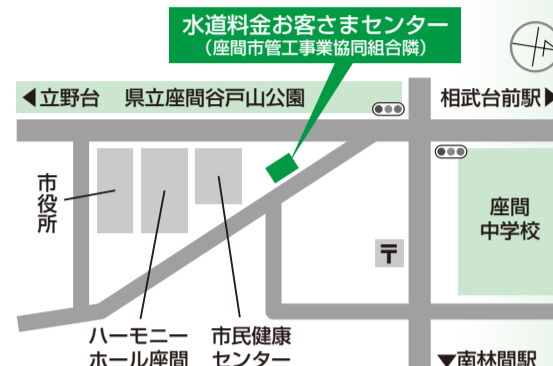 水道料金お客さまセンター
（座間市管工事業協同組合隣）
◀立野台 県立座間谷戸山公園
相武台前駅▶
市役所
座間
中学校
〒
ハーモニー
ホール座間
市民健康
センター
▼南林間駅